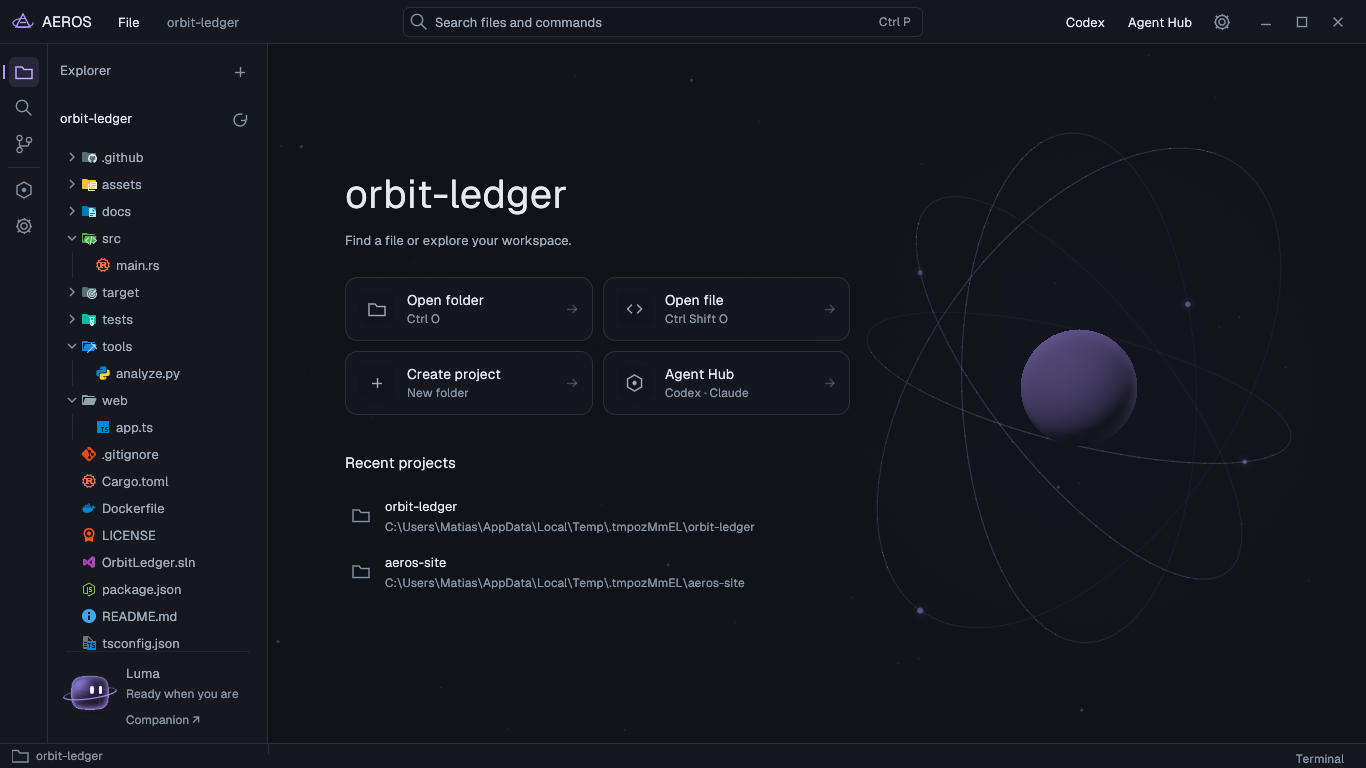 AEROS File orbit-ledger Search files and commands Ctrl P Codex Agent Hub
Explorer
orbit-ledger
.github
assets
docs
src
main.rs
target
tests
tools
analyze.py
web
app.ts
.gitignore
Cargo.toml
Dockerfile
LICENSE
OrbitLedger.sln
package.json
README.md
tsconfig.json
Luma
Ready when you are
Companion ↗
orbit-ledger
Find a file or explore your workspace.
Open folder
Ctrl O
Open file
Ctrl Shift O
Create project
New folder
Agent Hub
Codex · Claude
Recent projects
orbit-ledger
C:\Users\Matias\AppData\Local\Temp\.tmpozMmEL\orbit-ledger
aeros-site
C:\Users\Matias\AppData\Local\Temp\.tmpozMmEL\aeros-site
orbit-ledger
Terminal